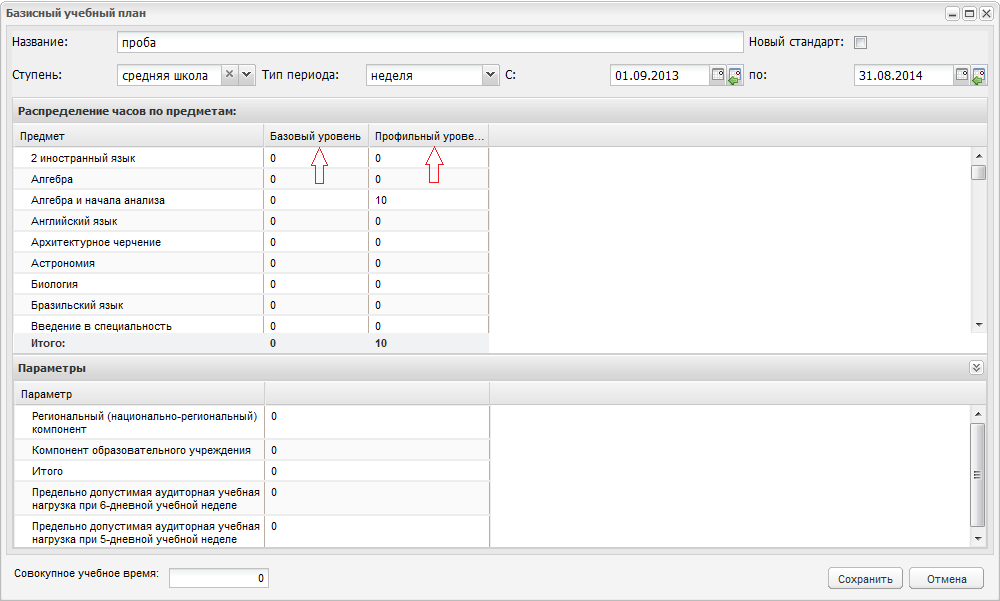 Базисный учебный план
Название: проба Новый стандарт:
Ступень: средняя школа Тип периода: неделя С: 01.09.2013 по: 31.08.2014
Распределение часов по предметам:
Предмет Базовый уровень Профильный урове...
2 иностранный язык 0 0
Алгебра 0 0
Алгебра и начала анализа 0 10
Английский язык 0 0
Архитектурное черчение 0 0
Астрономия 0 0
Биология 0 0
Бразильский язык 0 0
Введение в специальность 0 0
Итого: 0 10
Параметры
Параметр
Региональный (национально-региональный) 0
компонент
Компонент образовательного учреждения 0
Итого 0
Предельно допустимая аудиторная учебная 0
нагрузка при 6-дневной учебной неделе
Предельно допустимая аудиторная учебная 0
нагрузка при 5-дневной учебной неделе
Совокупное учебное время: 0 Сохранить Отмена